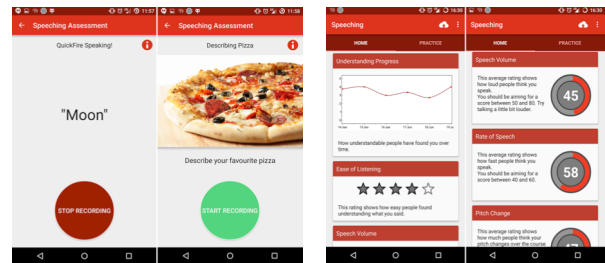 11:57
Speeching Assessment
QuickFire Speaking!
"Moon"
STOP RECORDING
11:58
Speeching Assessment
Describing Pizza
Describe your favourite pizza
START RECORDING
16:30
Speeching
HOME
PRACTICE
Understanding Progress
How understandable people have found you over
time.
Ease of Listening
This rating shows how easy people found
understanding what you said.
Speech Volume
16:30
Speeching
HOME
PRACTICE
Speech Volume
This average rating shows
how loud people think you
speak.
You should be aiming for a
score between 50 and 80. Try
talking a little bit louder.
45
Rate of Speech
This average rating shows
how fast people think you
speak.
You should be aiming for a
score between 40 and 60.
58
Pitch Change
This average rating shows
how much people think your
pitch changes over the course